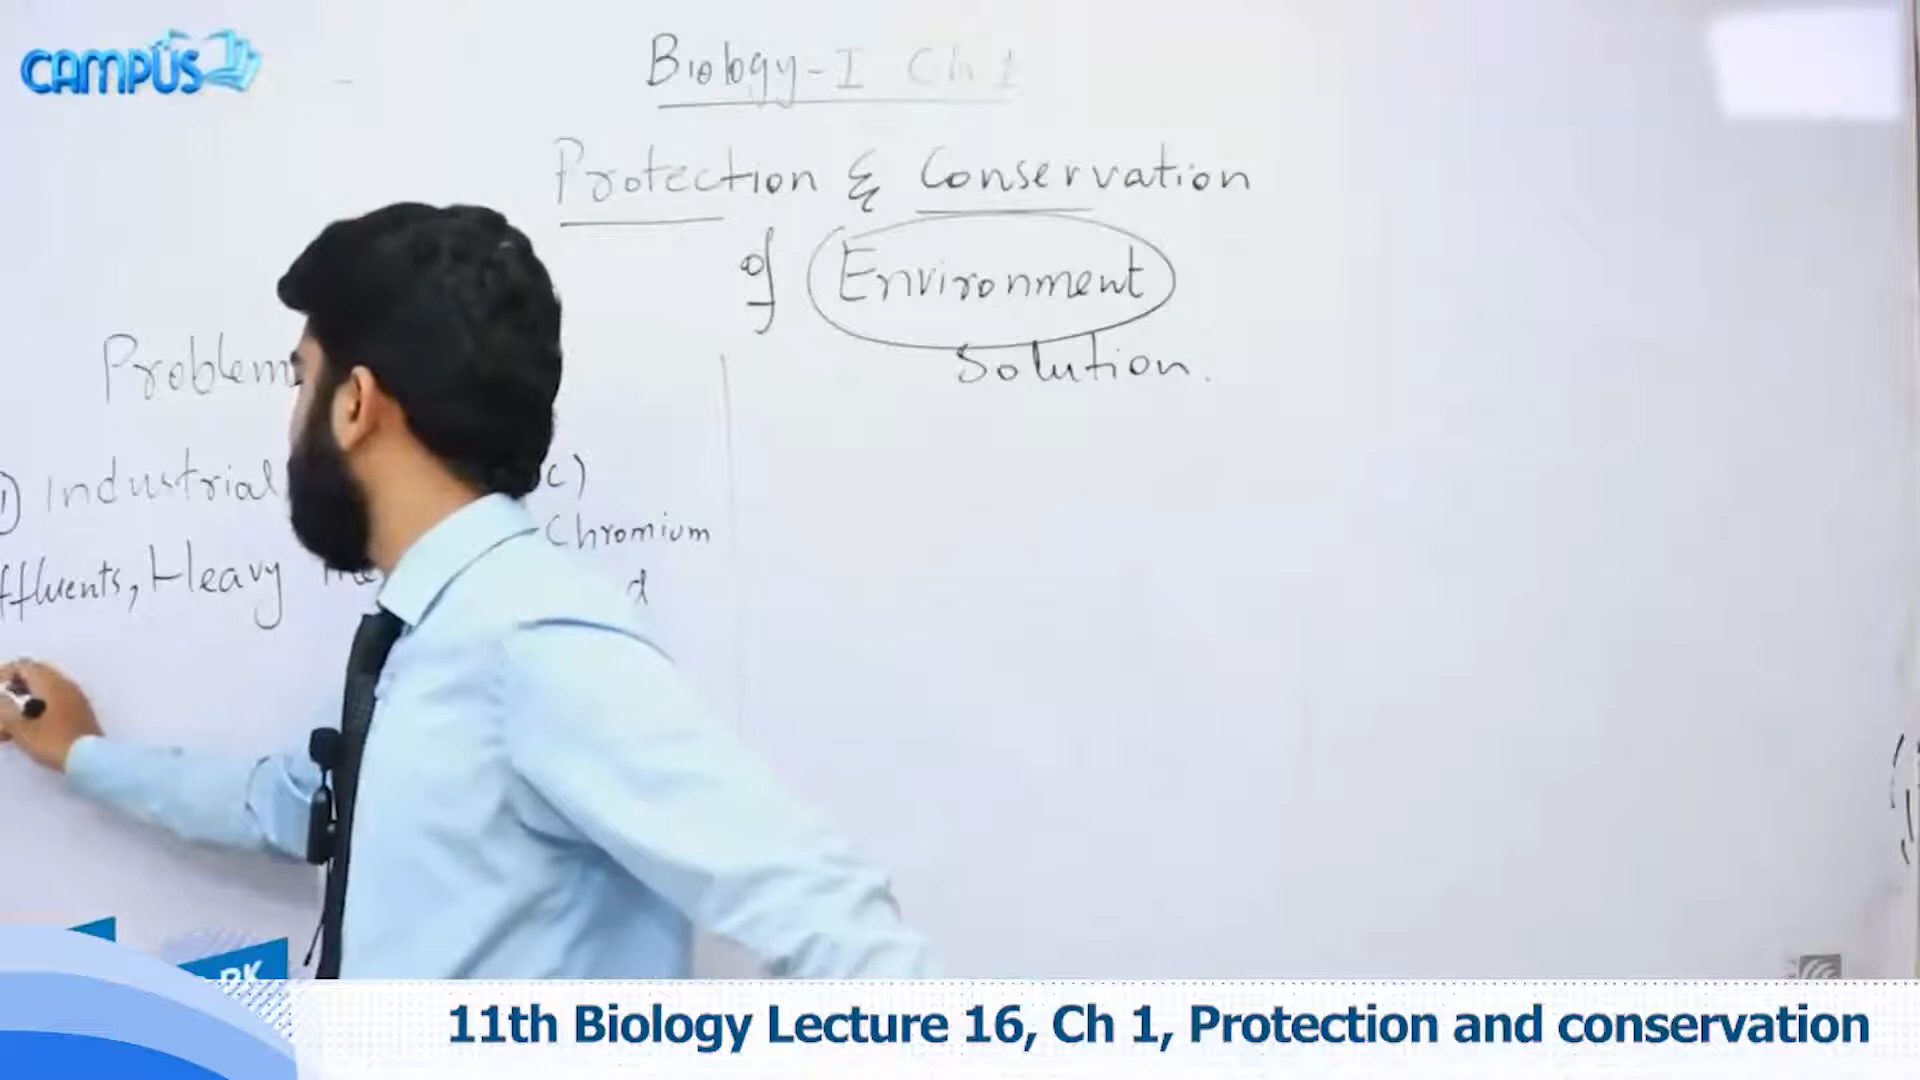 CAMPUS
Biology-I Ch 1
Protection & Conservation
of Environment
Problem
Solution.
1) Industrial
c)
Chromium
ffluents, Heavy
d
11th Biology Lecture 16, Ch 1, Protection and conservation